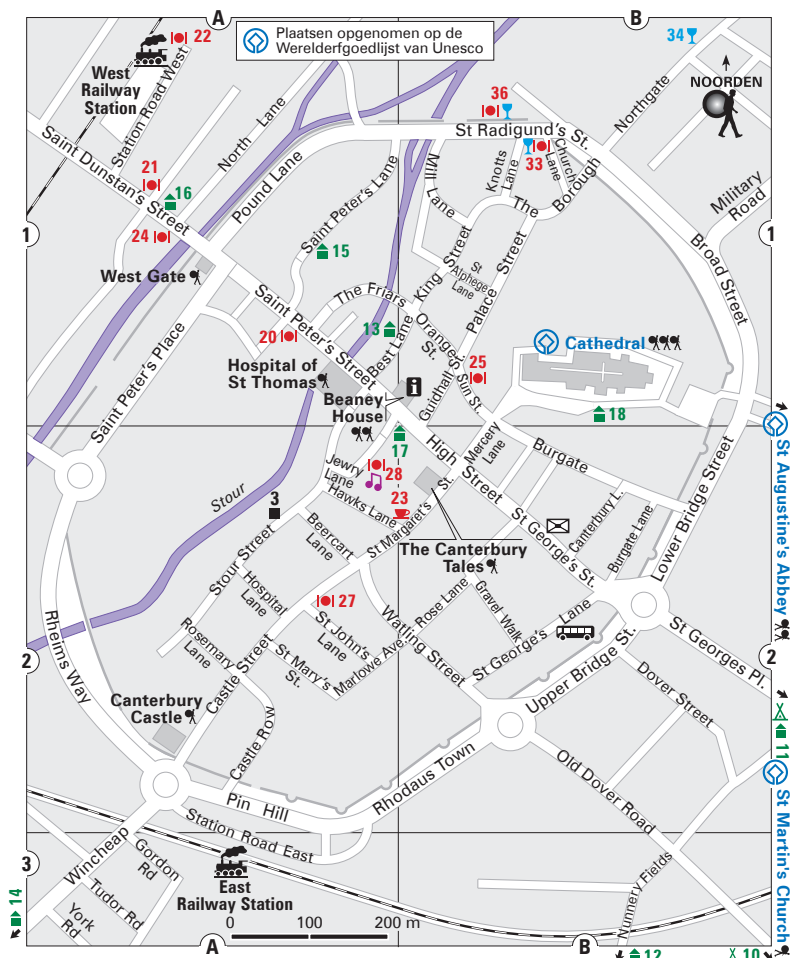 A
B
22
Plaatsen opgenomen op de
Werelderfgoedlijst van Unesco
34
West
Railway
Station
Station Road West
North Lane
NOORDEN
Northgate
36
St Radigund's St.
33
Saint Dunstan's Street
21
16
24
Pound Lane
Saint Peter's Lane
Mill Lane
Knotts Lane
Church Lane
The Borough
Military
Road
1
1
15
West Gate
King Street
St
Alphege
Lane
Palace Street
Broad Street
Saint Peter's Street
The Friars
13
Best Lane
Orange St.
20
Saint Peter's Place
Hospital of
St Thomas
Beaney
House
i
Guidhall S.
Sun St.
25
Cathedral
18
17
High Street
Mercery
Lane
Burgate
Jewry
Lane
28
Hawks Lane
23
St Margaret's St.
Stour
3
Beercart
Lane
The Canterbury
Tales
St George's St.
Canterbury L.
Burgate Lane
Lower Bridge Street
St Augustine's Abbey
Stour Street
Hospital
Lane
27
St John's
Lane
Rosemary
Lane
St Mary's
St.
Castle Street
Marlowe Ave.
Rose Lane
Gravel Walk
Watling Street
St George's Lane
St Georges Pl.
2
2
Rheims Way
Canterbury
Castle
Castle Row
Upper Bridge St.
Dover Street
11
Old Dover Road
Rhodaus Town
Pin Hill
Station Road East
St Martin's Church
3
Wincheap
Gordon
Rd
Tudor Rd
York
Rd
14
East
Railway Station
0 100 200 m
Nunnery Fields
A
B
12
10